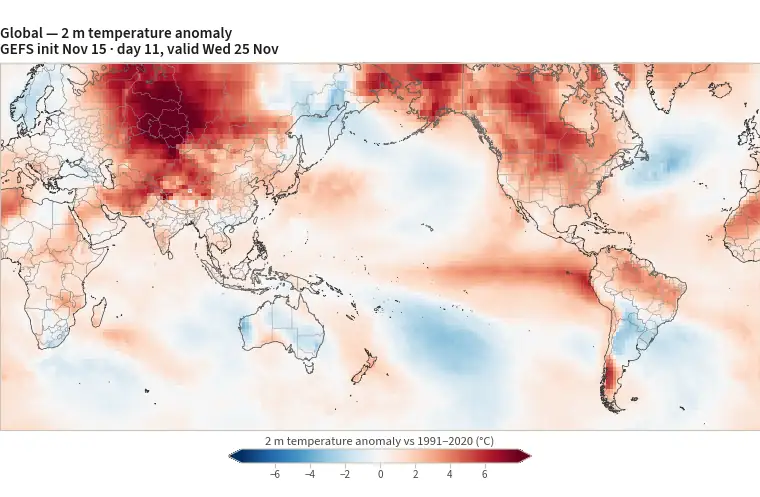 Global — 2 m temperature anomaly
GEFS init Nov 15 · day 11, valid Wed 25 Nov
2 m temperature anomaly vs 1991–2020 (°C)
−6 −4 −2 0 2 4 6